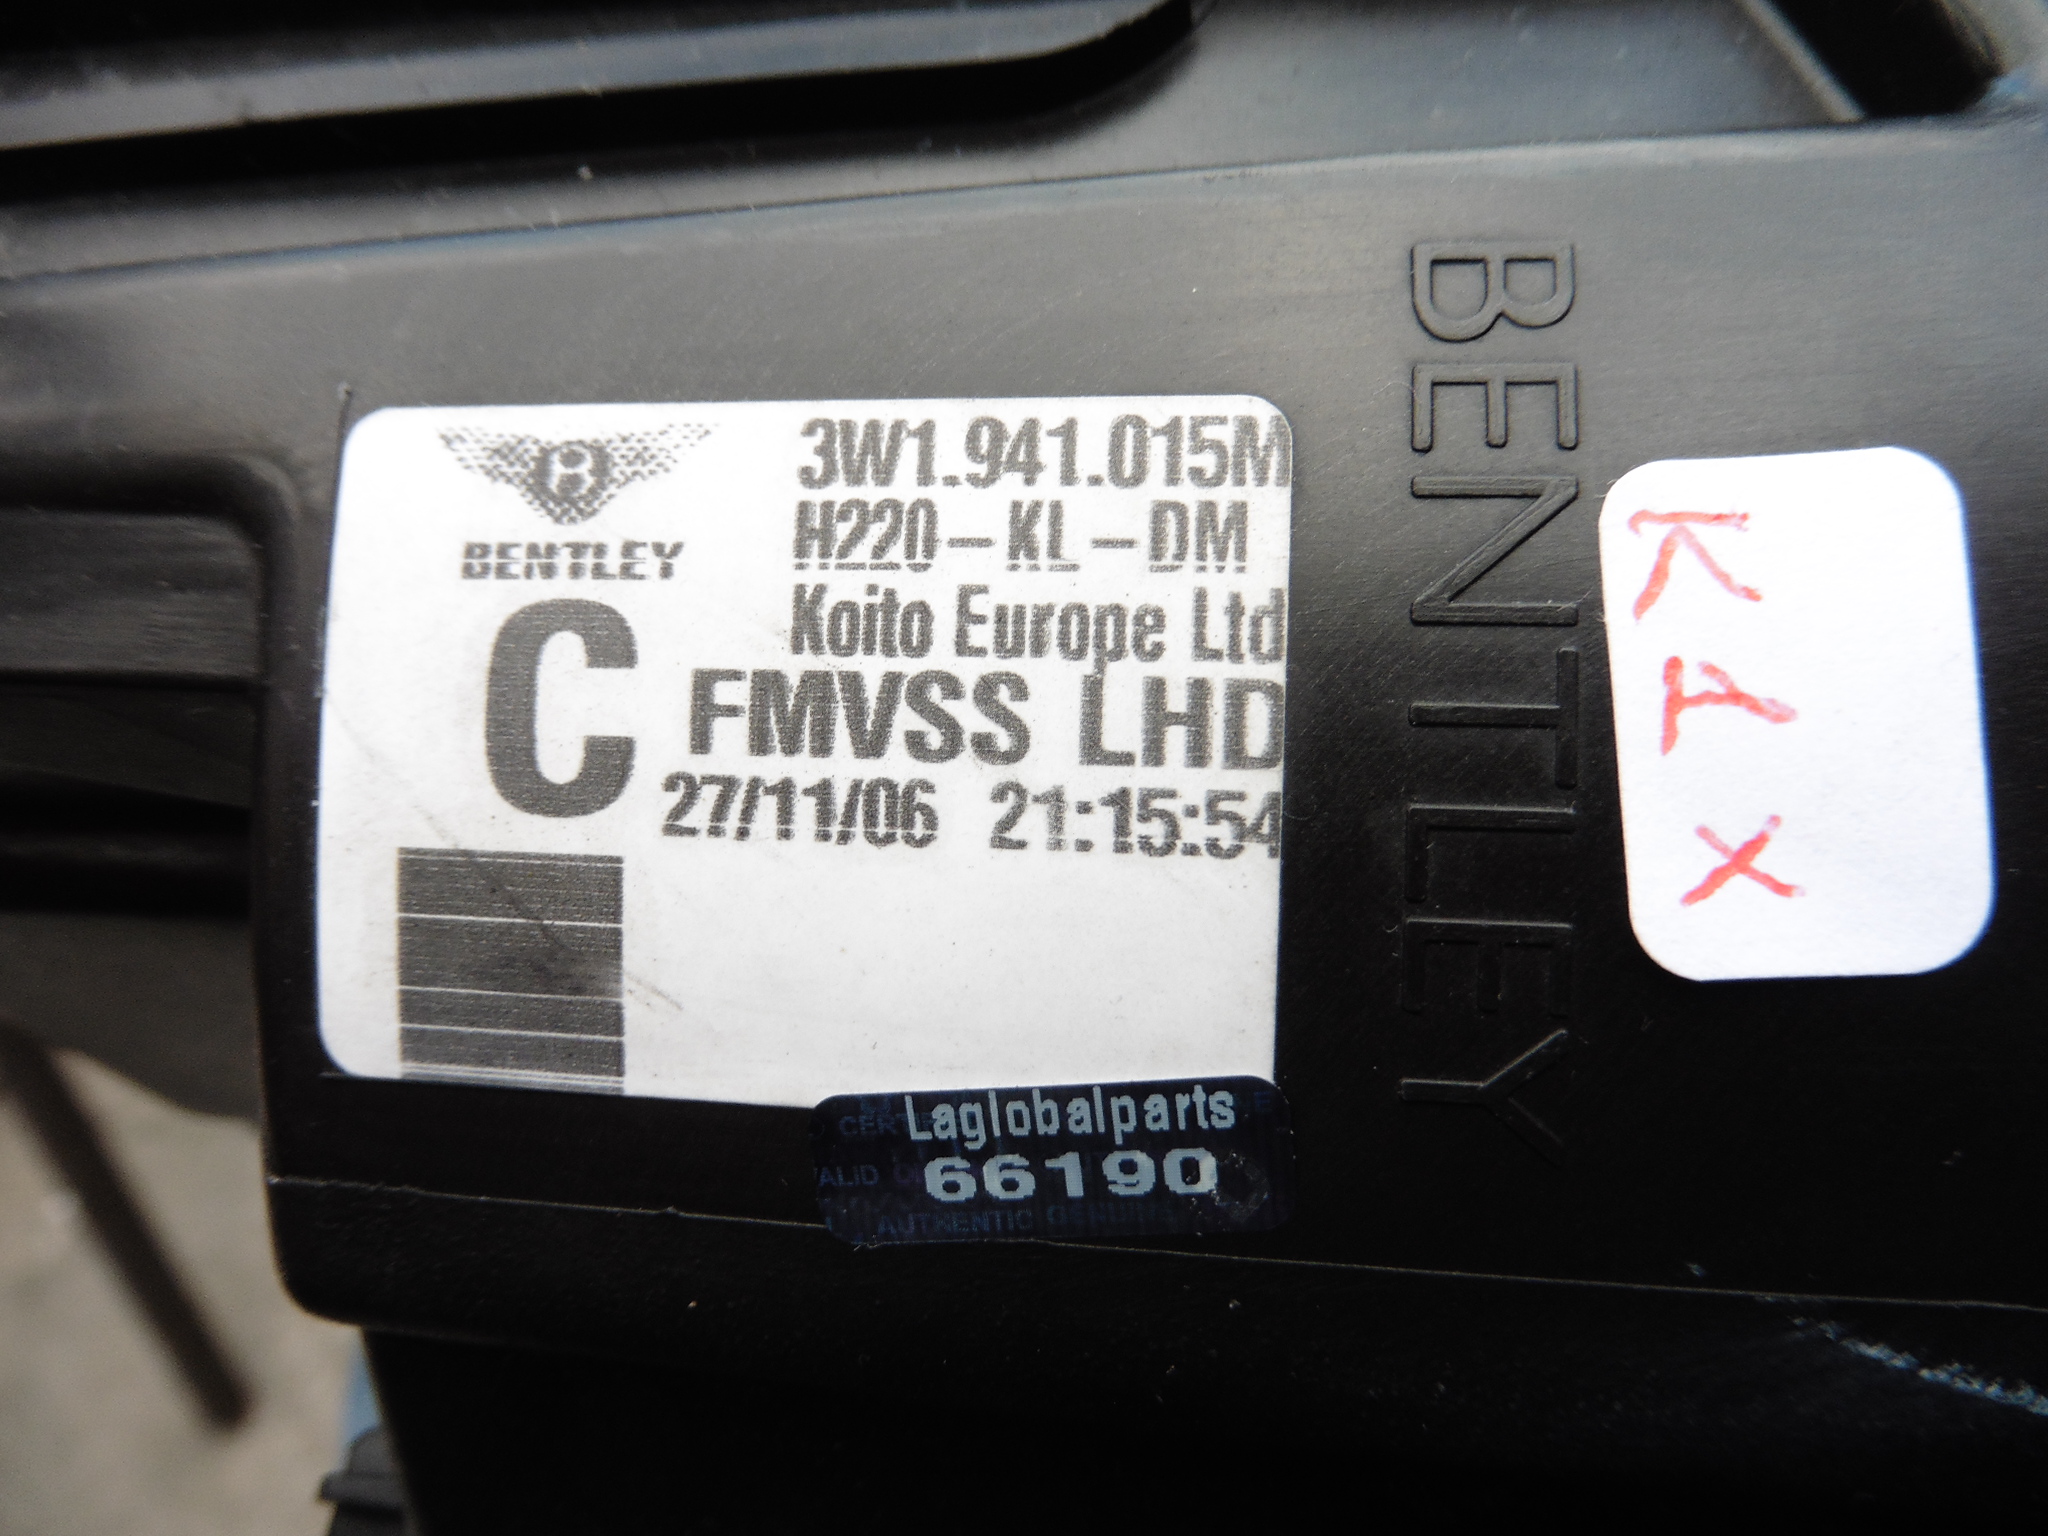 3W1.941.015M
H220-KL-DM
BENTLEY
Koito Europe Ltd
C
FMVSS LHD
27/11/06 21:15:54
BENTLEY
Laglobalparts
66190
AUTHENTIC